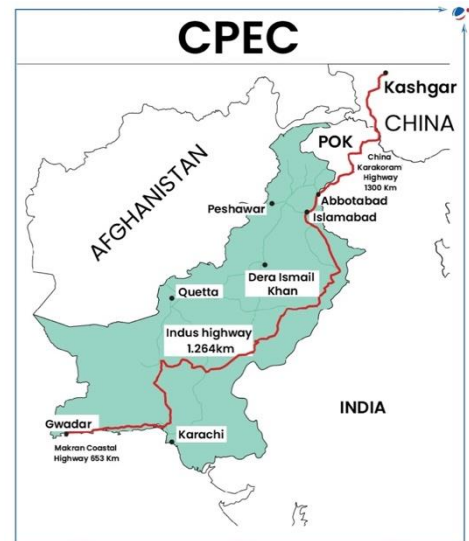 CPEC
Kashgar
CHINA
POK
China
Karakoram
Highway
1300 Km
AFGHANISTAN
Abbotabad
Peshawar
Islamabad
Dera Ismail
Khan
Quetta
Indus highway
1.264km
INDIA
Gwadar
Karachi
Makran Coastal
Highway 653 Km